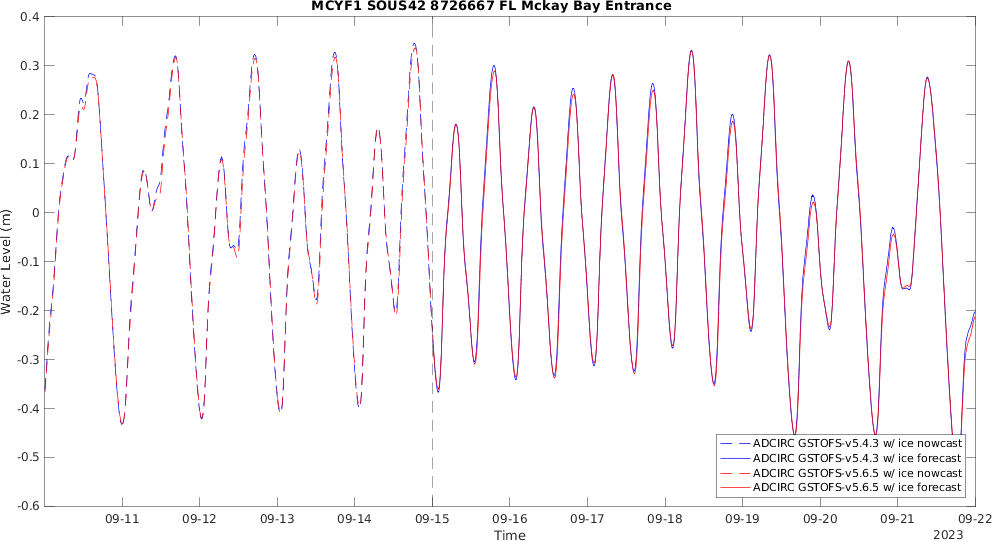 MCYF1 SOUS42 8726667 FL Mckay Bay Entrance
0.4
0.3
0.2
0.1
0
-0.1
-0.2
-0.3
-0.4
-0.5
-0.6
Water Level (m)
ADCIRC GSTOFS-v5.4.3 w/ ice nowcast
ADCIRC GSTOFS-v5.4.3 w/ ice forecast
ADCIRC GSTOFS-v5.6.5 w/ ice nowcast
ADCIRC GSTOFS-v5.6.5 w/ ice forecast
09-11 09-12 09-13 09-14 09-15 09-16 09-17 09-18 09-19 09-20 09-21 09-22
Time
2023